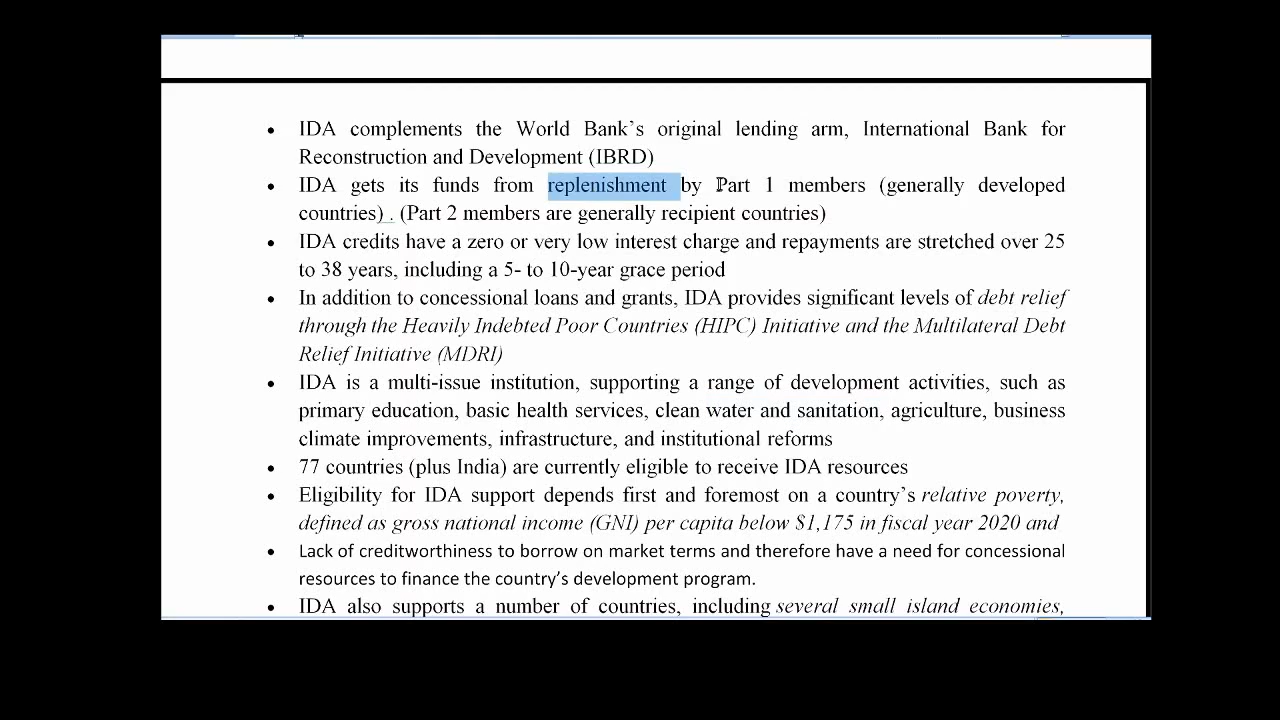 • IDA complements the World Bank’s original lending arm, International Bank for
Reconstruction and Development (IBRD)
• IDA gets its funds from replenishment by Part 1 members (generally developed
countries) . (Part 2 members are generally recipient countries)
• IDA credits have a zero or very low interest charge and repayments are stretched over 25
to 38 years, including a 5- to 10-year grace period
• In addition to concessional loans and grants, IDA provides significant levels of debt relief
through the Heavily Indebted Poor Countries (HIPC) Initiative and the Multilateral Debt
Relief Initiative (MDRI)
• IDA is a multi-issue institution, supporting a range of development activities, such as
primary education, basic health services, clean water and sanitation, agriculture, business
climate improvements, infrastructure, and institutional reforms
• 77 countries (plus India) are currently eligible to receive IDA resources
• Eligibility for IDA support depends first and foremost on a country’s relative poverty,
defined as gross national income (GNI) per capita below $1,175 in fiscal year 2020 and
• Lack of creditworthiness to borrow on market terms and therefore have a need for concessional
resources to finance the country’s development program.
• IDA also supports a number of countries, including several small island economies,